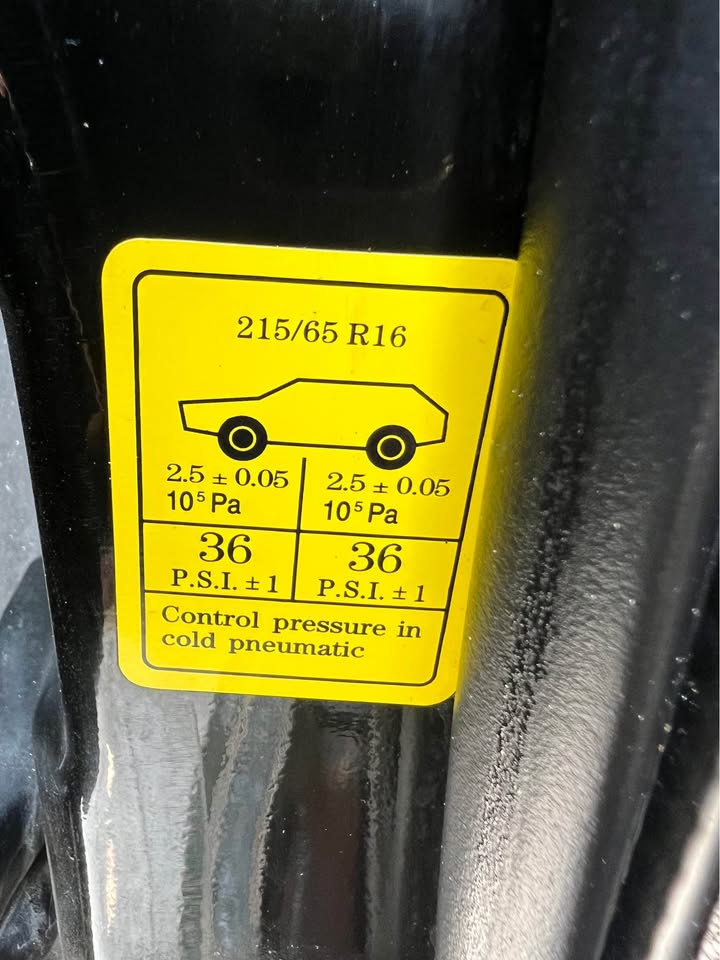 215/65 R16
2.5 ± 0.05 2.5 ± 0.05
10⁵ Pa 10⁵ Pa
36 36
P.S.I. ± 1 P.S.I. ± 1
Control pressure in
cold pneumatic